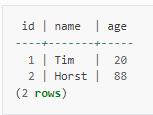 id | name | age
----+-------+-----
1 | Tim | 20
2 | Horst | 88
(2 rows)